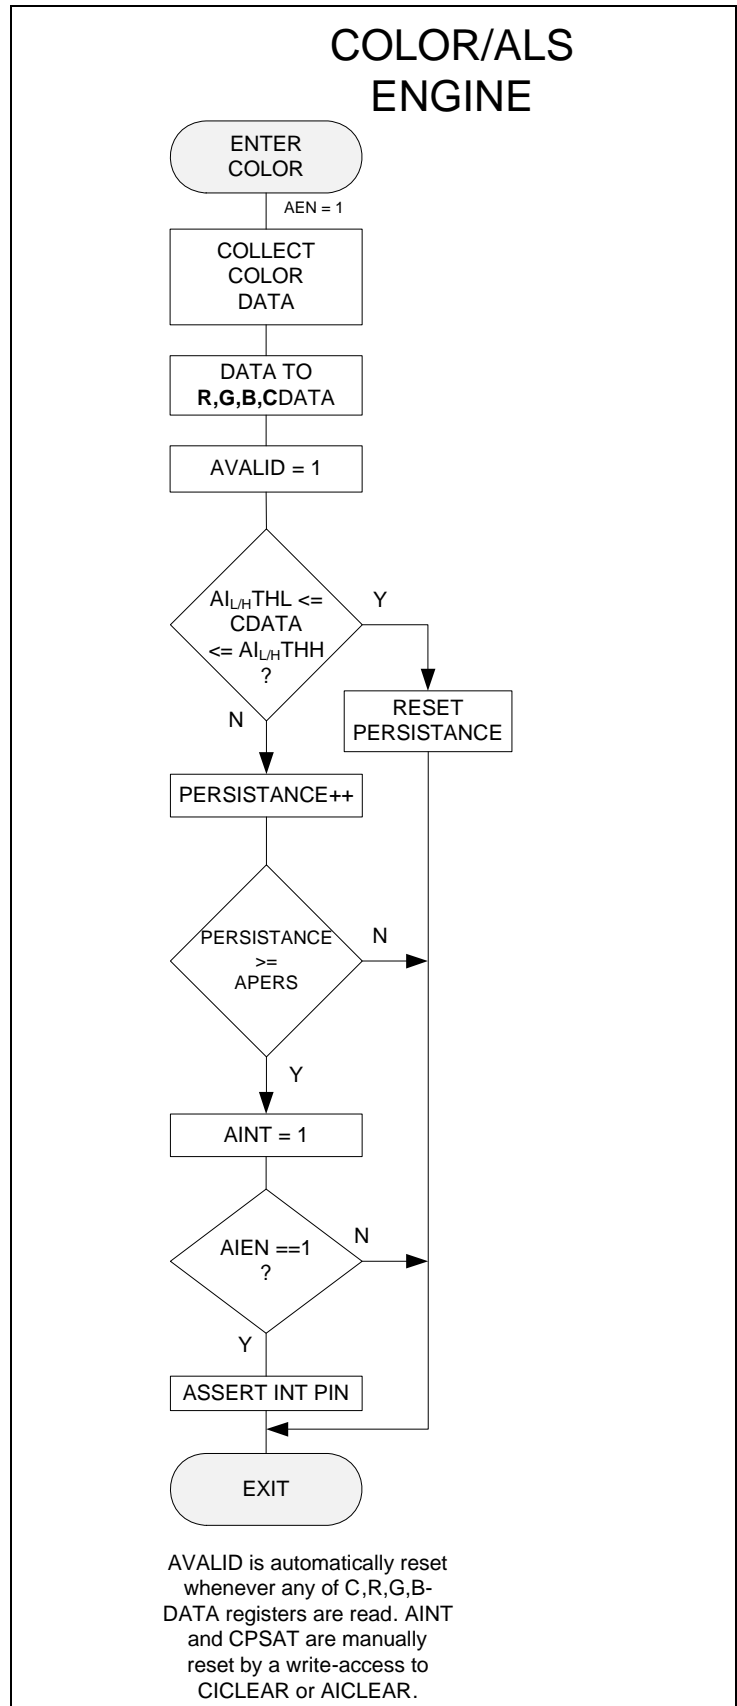 COLOR/ALS
ENGINE
ENTER
COLOR
AEN = 1
COLLECT
COLOR
DATA
DATA TO
R,G,B,CDATA
AVALID = 1
AIL/HTHL <=
CDATA
<= AIL/HTHH
?
Y
N
RESET
PERSISTANCE
PERSISTANCE++
PERSISTANCE
>=
APERS
N
Y
AINT = 1
AIEN ==1
?
N
Y
ASSERT INT PIN
EXIT
AVALID is automatically reset
whenever any of C,R,G,B-
DATA registers are read. AINT
and CPSAT are manually
reset by a write-access to
CICLEAR or AICLEAR.